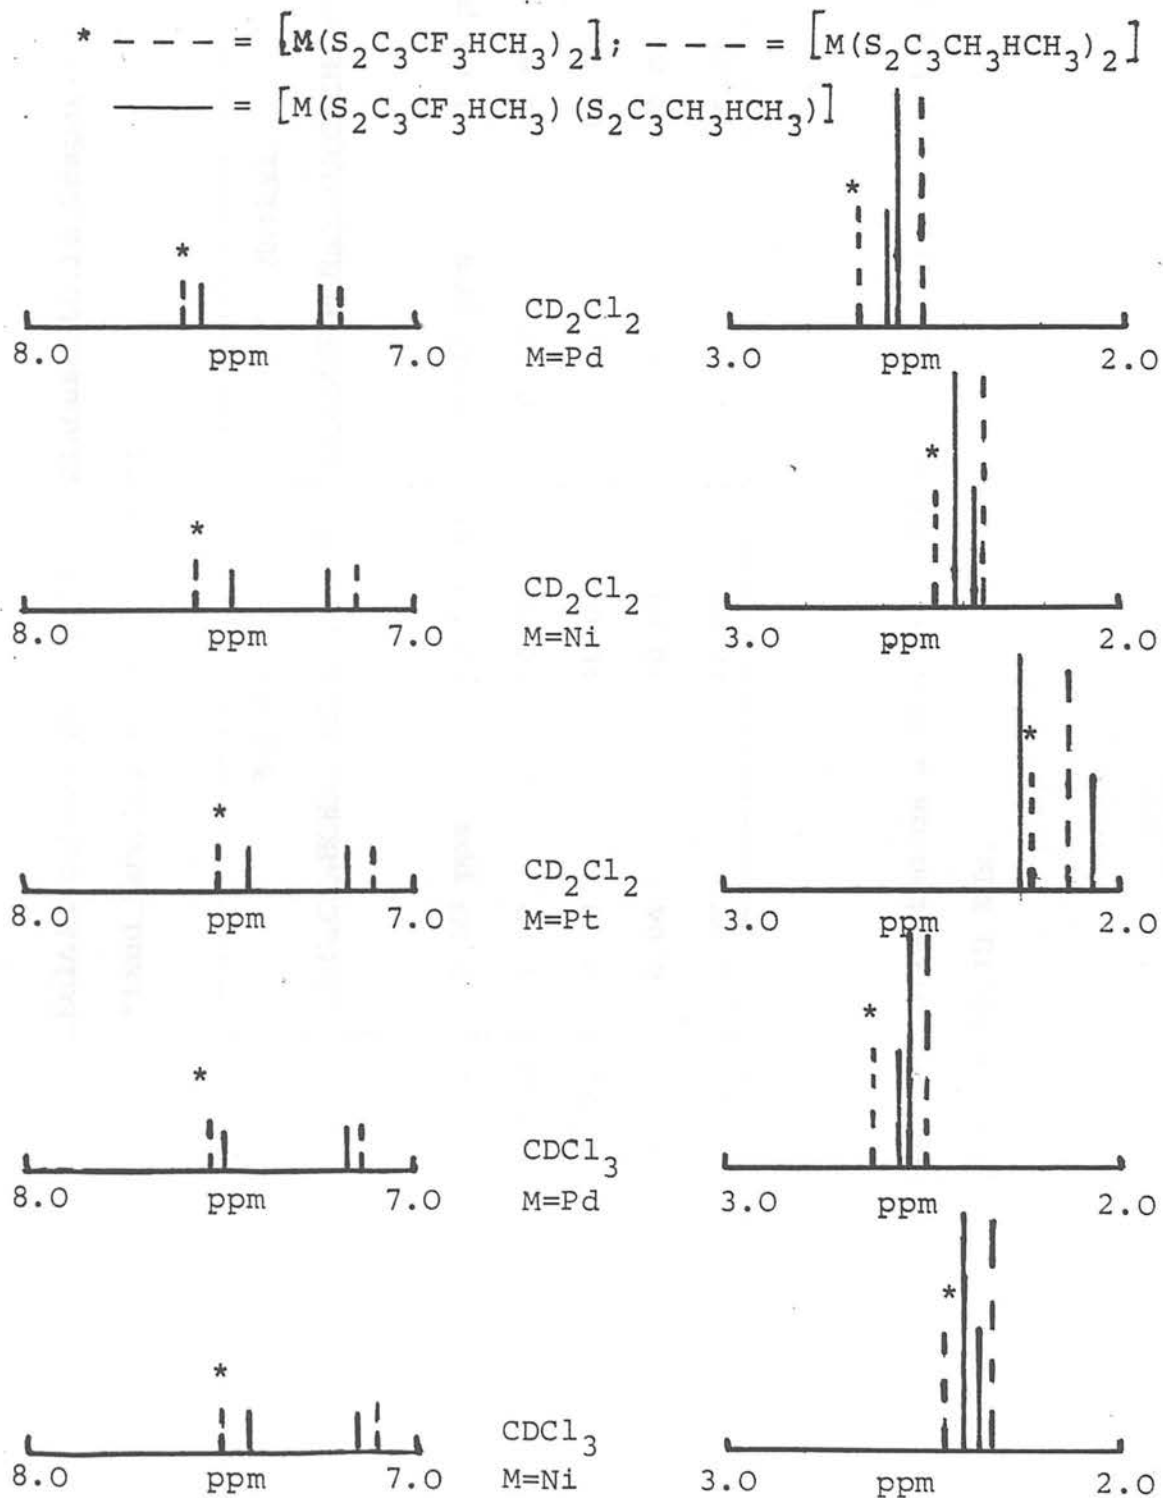 * – – – = [M(S₂C₃CF₃HCH₃)₂]; – – – = [M(S₂C₃CH₃HCH₃)₂]
—— = [M(S₂C₃CF₃HCH₃)(S₂C₃CH₃HCH₃)]
* *
8.0 ppm 7.0 CD₂Cl₂ M=Pd 3.0 ppm 2.0
* *
8.0 ppm 7.0 CD₂Cl₂ M=Ni 3.0 ppm 2.0
* *
8.0 ppm 7.0 CD₂Cl₂ M=Pt 3.0 ppm 2.0
* *
8.0 ppm 7.0 CDCl₃ M=Pd 3.0 ppm 2.0
* *
8.0 ppm 7.0 CDCl₃ M=Ni 3.0 ppm 2.0